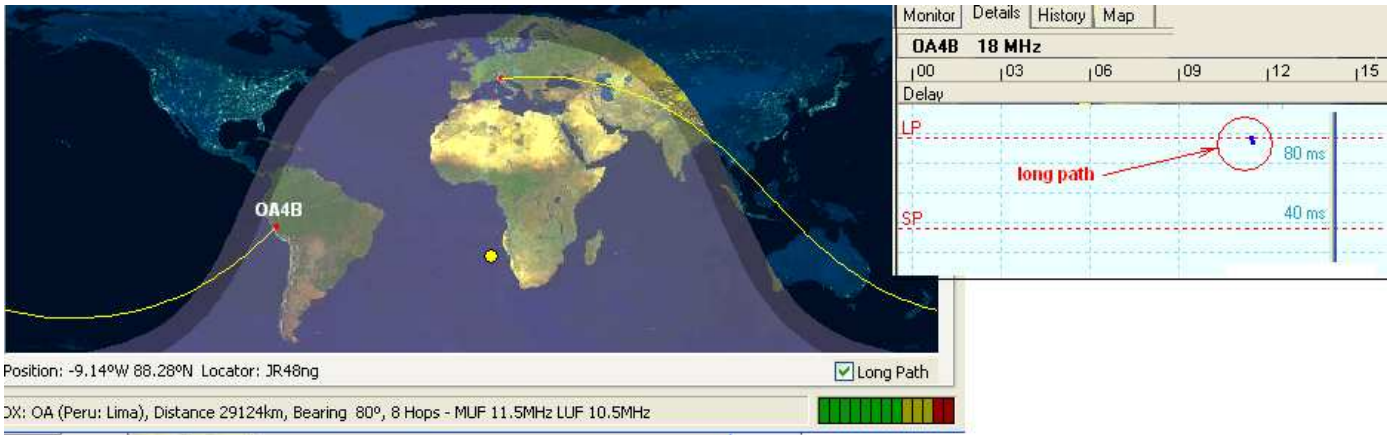 Monitor Details History Map
OA4B 18 MHz
00 03 06 09 12 15
Delay
LP
80 ms
long path
SP
40 ms
OA4B
Position: -9.14ºW 88.28ºN Locator: JR48ng
Long Path
DX: OA (Peru: Lima), Distance 29124km, Bearing 80º, 8 Hops - MUF 11.5MHz LUF 10.5MHz